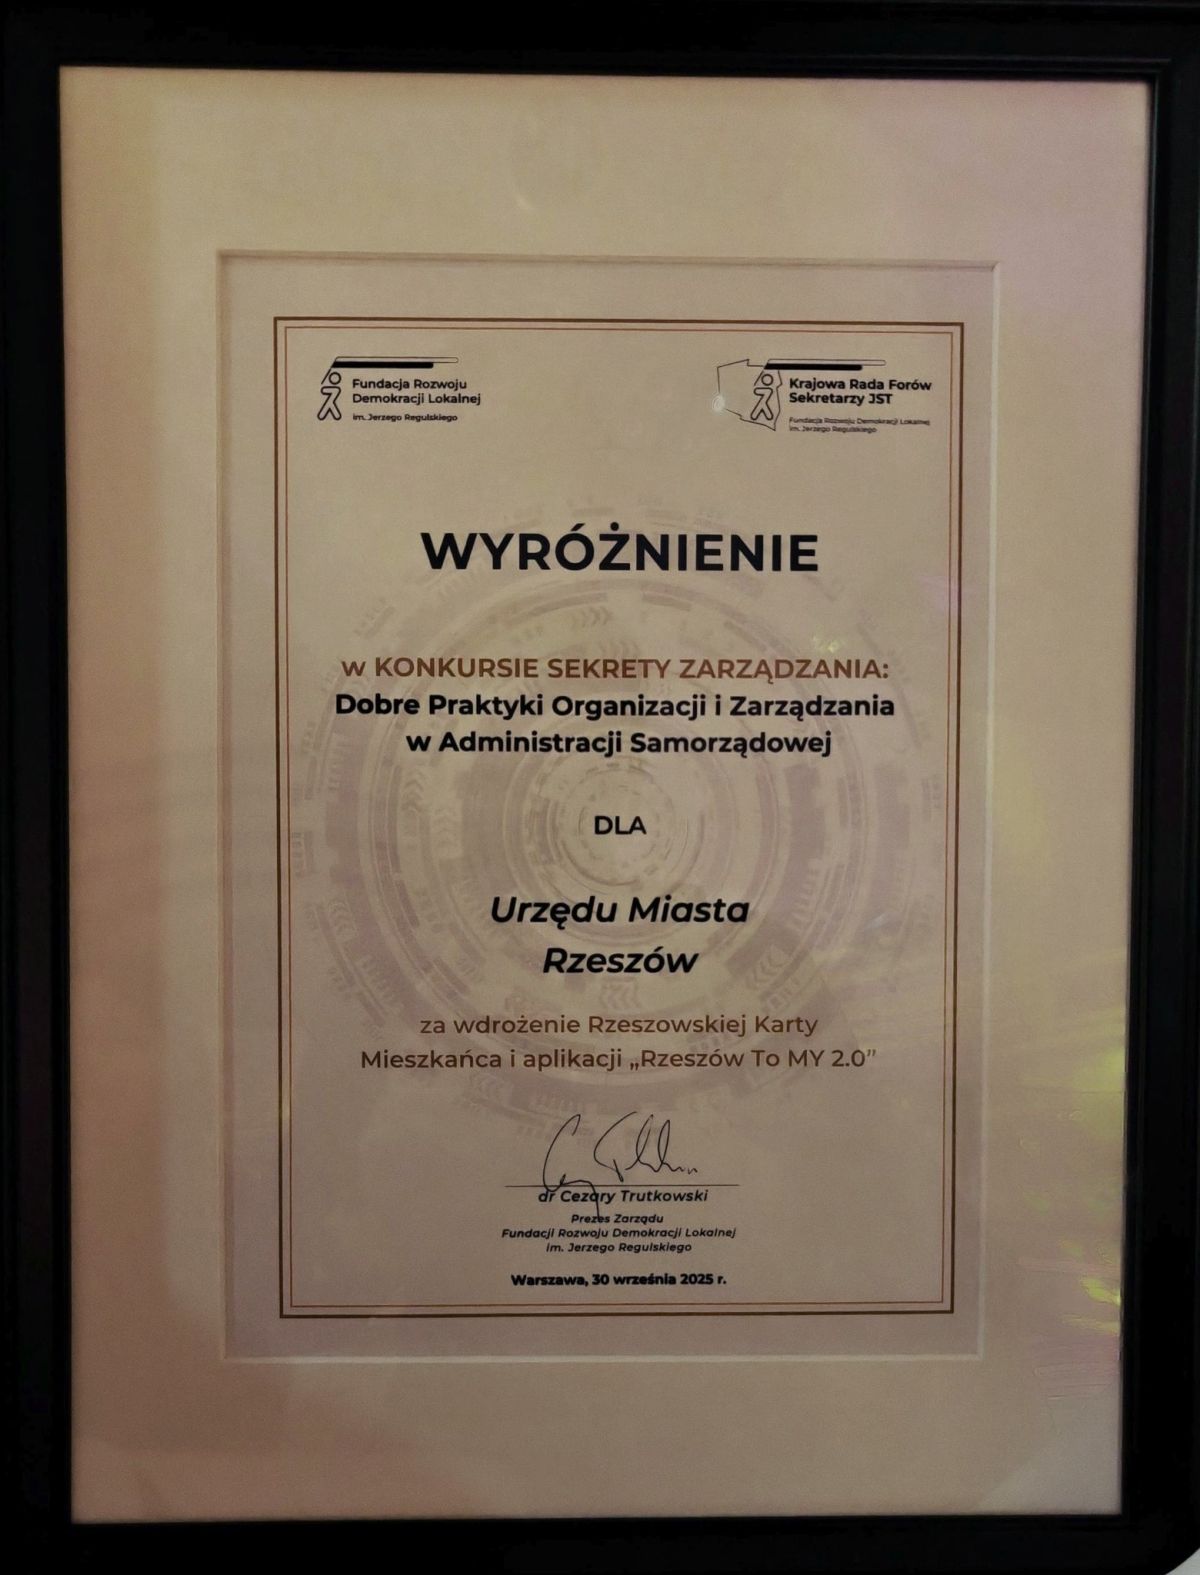 Fundacja Rozwoju
Demokracji Lokalnej
im. Jerzego Regulskiego
Krajowa Rada Forów
Sekretarzy JST
Fundacja Rozwoju Demokracji Lokalnej
im. Jerzego Regulskiego
WYRÓŻNIENIE
w KONKURSIE SEKRETY ZARZĄDZANIA:
Dobre Praktyki Organizacji i Zarządzania
w Administracji Samorządowej
DLA
Urzędu Miasta
Rzeszów
za wdrożenie Rzeszowskiej Karty
Mieszkańca i aplikacji „Rzeszów To MY 2.0”
dr Cezary Trutkowski
Prezes Zarządu
Fundacji Rozwoju Demokracji Lokalnej
im. Jerzego Regulskiego
Warszawa, 30 września 2025 r.